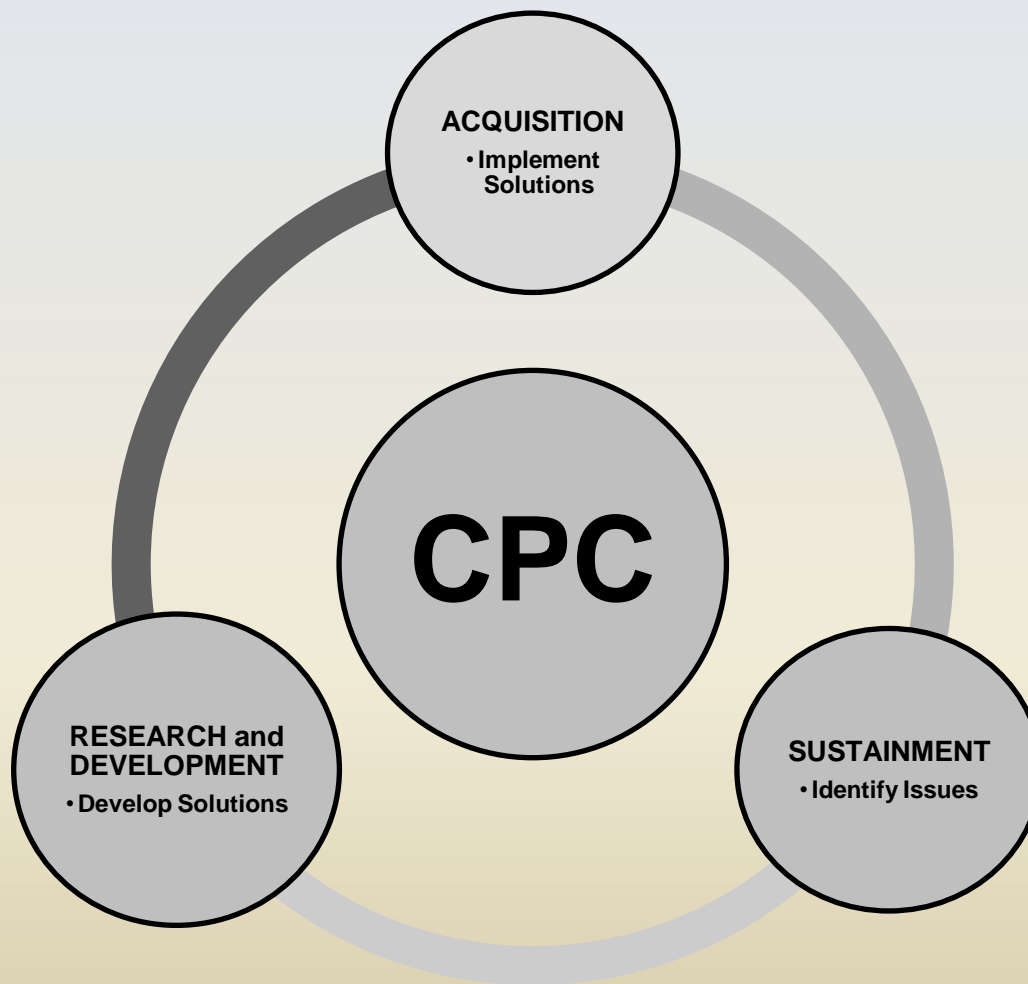 ACQUISITION
• Implement
Solutions
CPC
RESEARCH and
DEVELOPMENT
• Develop Solutions
SUSTAINMENT
• Identify Issues